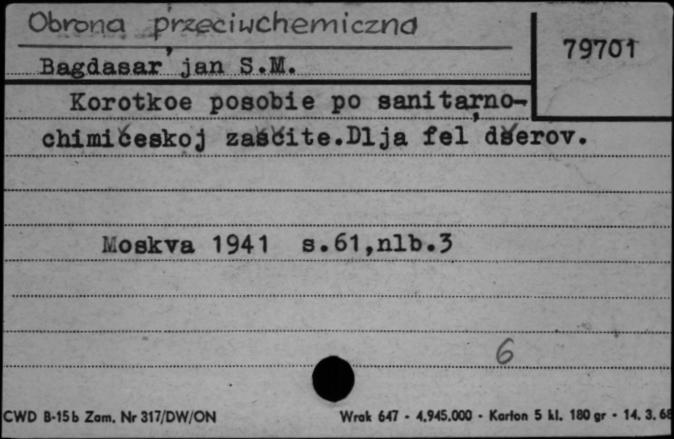 Obrona przeciwchemiczna
79701
Bagdasar'jan S.M.
Korotkoe posobie po sanitarno-
chimičeskoj zaščite.Dlja fel'dšerov.
Moskva 1941 s.61,nlb.3
6
CWD B-15b Zam. Nr 317/DW/ON
Wrak 647 - 4.945.000 - Karton 5 kl. 180 gr - 14. 3. 68